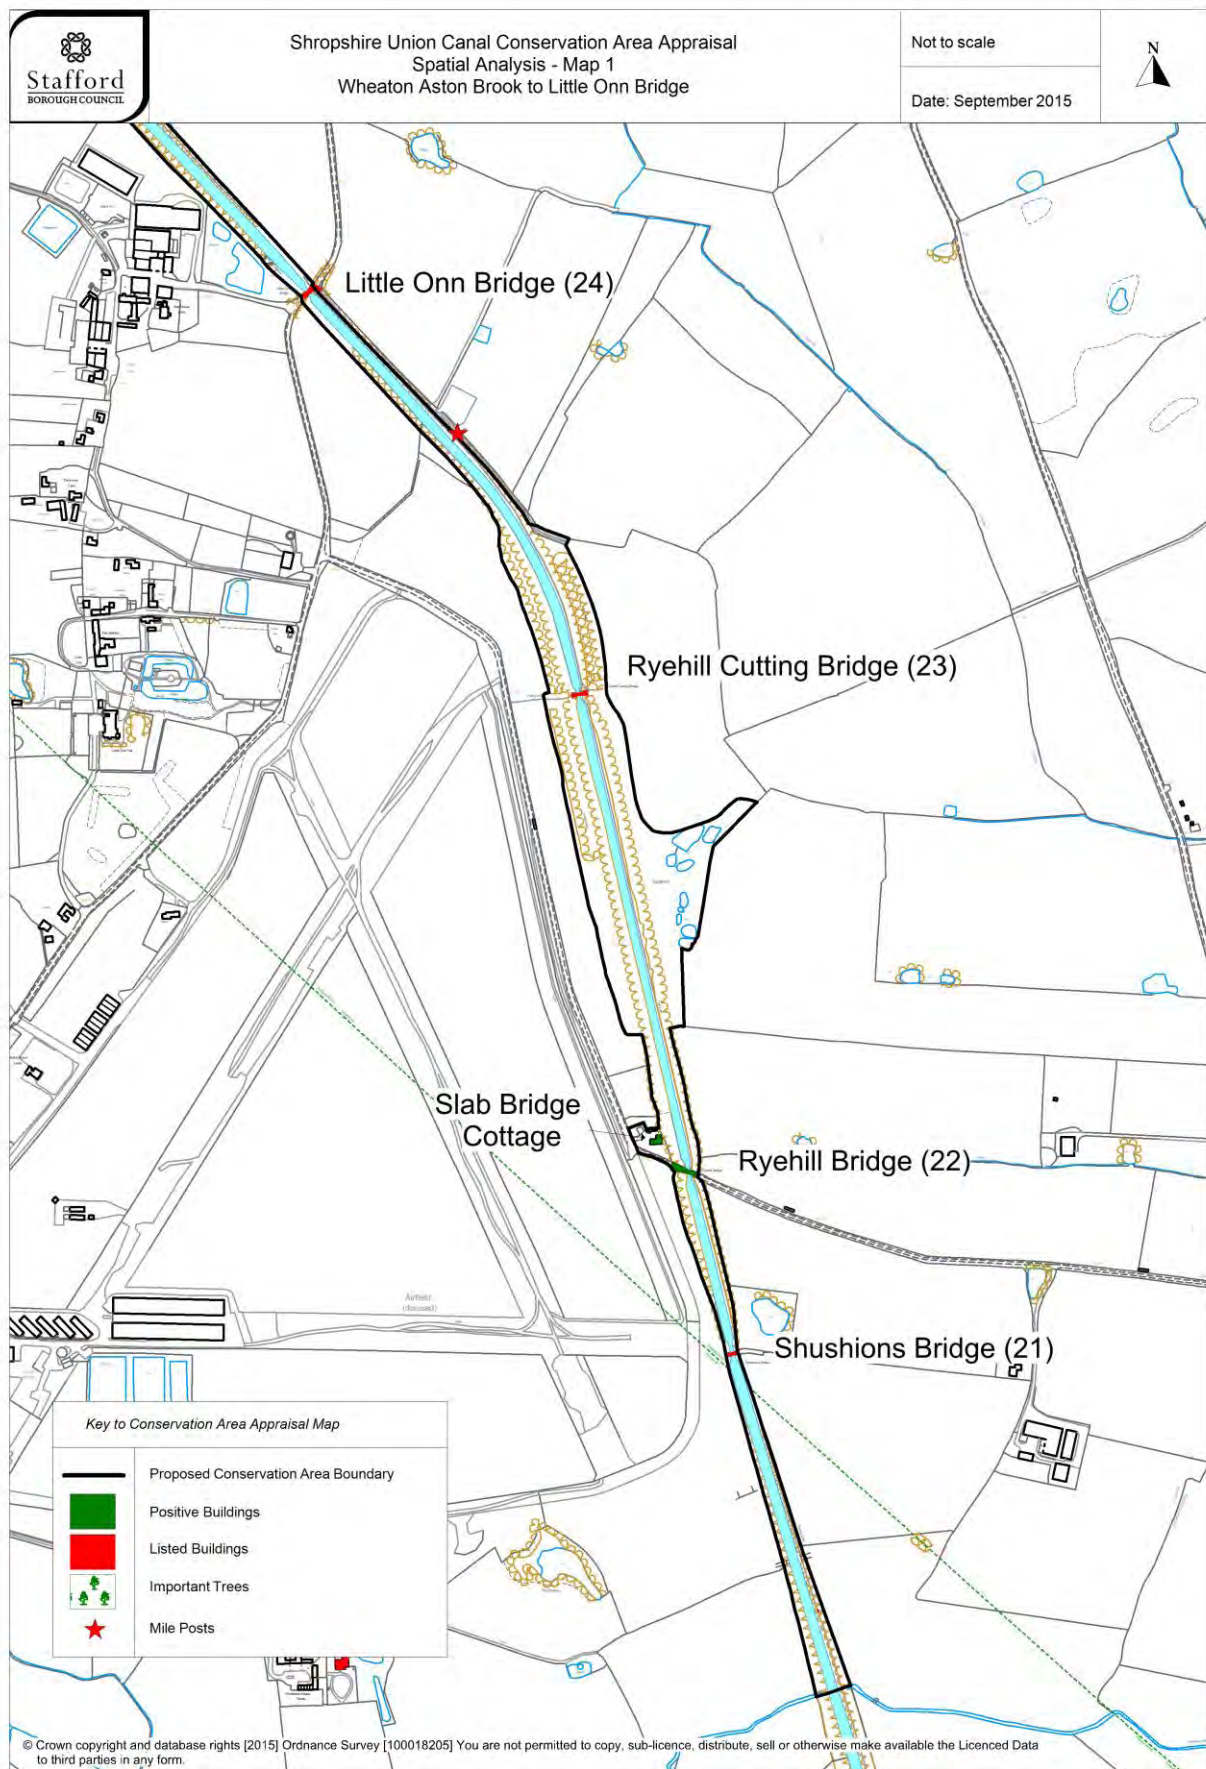 Stafford
BOROUGH COUNCIL
Shropshire Union Canal Conservation Area Appraisal
Spatial Analysis - Map 1
Wheaton Aston Brook to Little Onn Bridge
Not to scale
Date: September 2015
N
Little Onn Bridge (24)
Ryehill Cutting Bridge (23)
Slab Bridge
Cottage
Ryehill Bridge (22)
Airfield
(disused)
Shushions Bridge (21)
Key to Conservation Area Appraisal Map
Proposed Conservation Area Boundary
Positive Buildings
Listed Buildings
Important Trees
Mile Posts
© Crown copyright and database rights [2015] Ordnance Survey [100018205] You are not permitted to copy, sub-licence, distribute, sell or otherwise make available the Licenced Data
to third parties in any form.